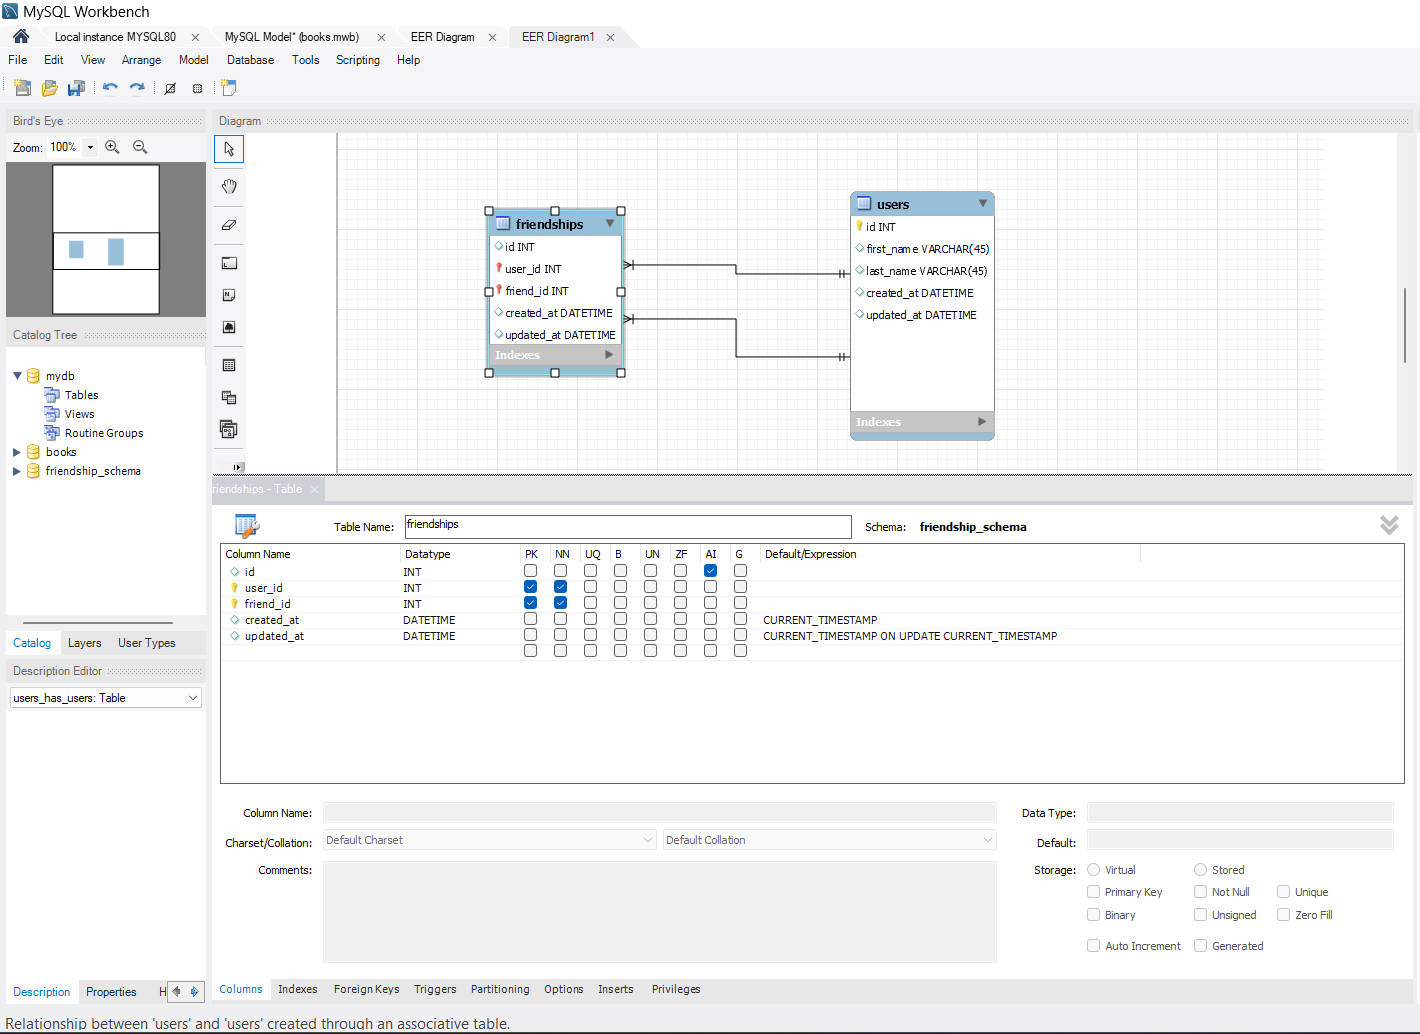 MySQL Workbench
Local instance MYSQL80
MySQL Model* (books.mwb)
EER Diagram
EER Diagram1
File Edit View Arrange Model Database Tools Scripting Help
Bird's Eye
Zoom: 100%
Diagram
friendships
id INT
user_id INT
friend_id INT
created_at DATETIME
updated_at DATETIME
Indexes
users
id INT
first_name VARCHAR(45)
last_name VARCHAR(45)
created_at DATETIME
updated_at DATETIME
Indexes
Catalog Tree
mydb
Tables
Views
Routine Groups
books
friendship_schema
Catalog Layers User Types
Description Editor
users_has_users: Table
Description Properties H
riendships - Table
Table Name: friendships Schema: friendship_schema
Column Name Datatype PK NN UQ B UN ZF AI G Default/Expression
id INT
user_id INT
friend_id INT
created_at DATETIME CURRENT_TIMESTAMP
updated_at DATETIME CURRENT_TIMESTAMP ON UPDATE CURRENT_TIMESTAMP
Column Name: Data Type:
Charset/Collation: Default Charset Default Collation Default:
Comments: Storage: Virtual Stored
Primary Key Not Null Unique
Binary Unsigned Zero Fill
Auto Increment Generated
Columns Indexes Foreign Keys Triggers Partitioning Options Inserts Privileges
Relationship between 'users' and 'users' created through an associative table.